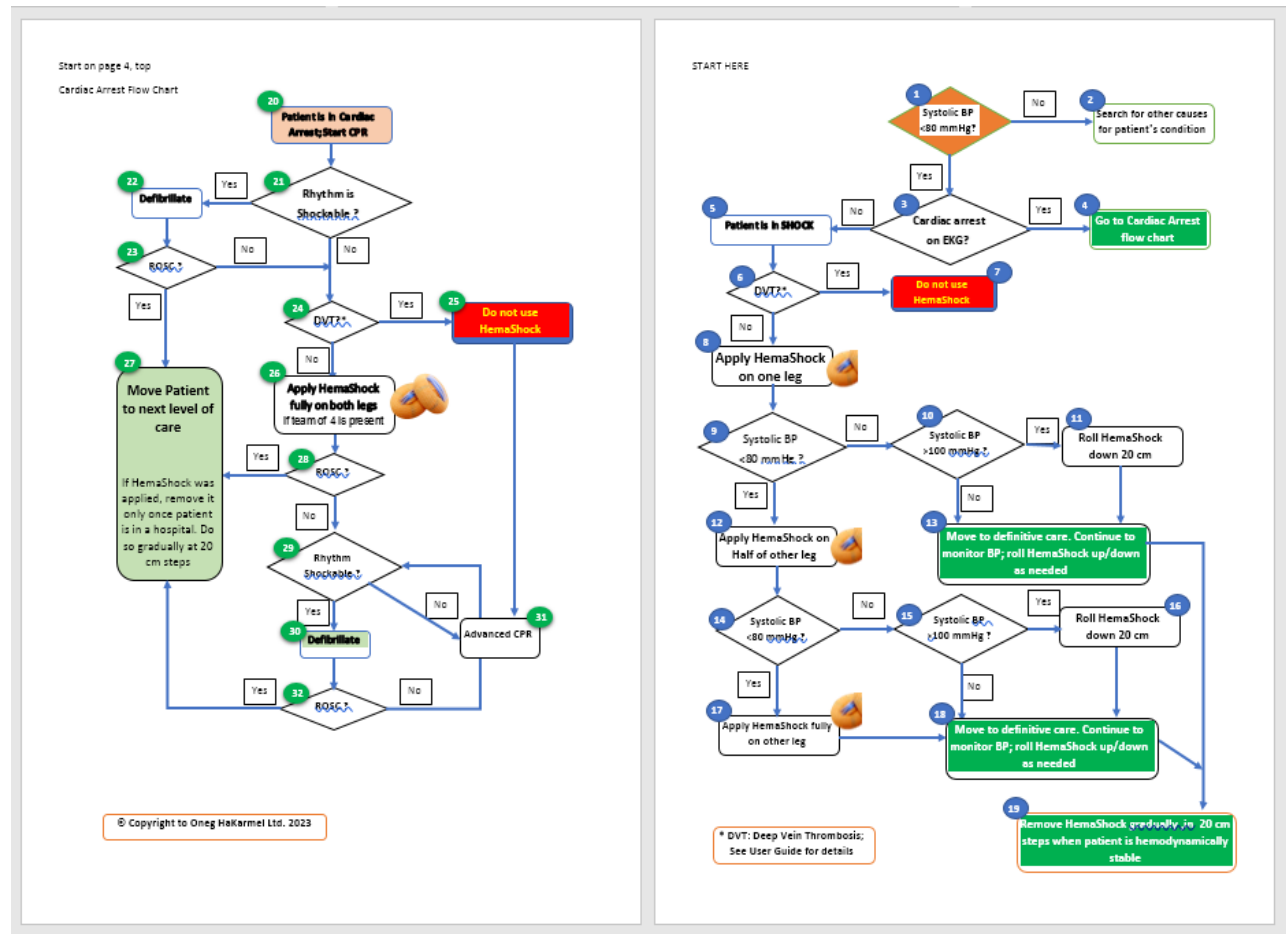 Start on page 4, top
Cardiac Arrest Flow Chart
20
Patient is in Cardiac
Arrest;Start CPR
21
Rhythm is
Shockable ?
Yes
22
Defibrillate
No
No
23
ROSC ?
Yes
24
DVT?*
Yes
25
Do not use
HemaShock
No
26
Apply HemaShock
fully on both legs
If team of 4 is present
27
Move Patient
to next level of
care
If HemaShock was
applied, remove it
only once patient
is in a hospital. Do
so gradually at 20
cm steps
Yes
28
ROSC ?
No
29
Rhythm
Shockable ?
No
Yes
30
Defibrillate
31
Advanced CPR
Yes
32
ROSC ?
No
© Copyright to Oneg HaKarmel Ltd. 2023
START HERE
1
Systolic BP
<80 mmHg?
No
2
Search for other causes
for patient's condition
Yes
3
Cardiac arrest
on EKG?
Yes
4
Go to Cardiac Arrest
flow chart
No
5
Patient is in SHOCK
6
DVT?*
Yes
7
Do not use
HemaShock
No
8
Apply HemaShock
on one leg
9
Systolic BP
<80 mmHg ?
No
10
Systolic BP
>100 mmHg ?
Yes
11
Roll HemaShock
down 20 cm
Yes
No
12
Apply HemaShock on
Half of other leg
13
Move to definitive care. Continue to
monitor BP; roll HemaShock up/down
as needed
14
Systolic BP
<80 mmHg ?
No
15
Systolic BP
>100 mmHg ?
Yes
16
Roll HemaShock
down 20 cm
Yes
No
17
Apply HemaShock fully
on other leg
18
Move to definitive care. Continue to
monitor BP; roll HemaShock up/down
as needed
19
Remove HemaShock gradually in 20 cm
steps when patient is hemodynamically
stable
* DVT: Deep Vein Thrombosis;
See User Guide for details